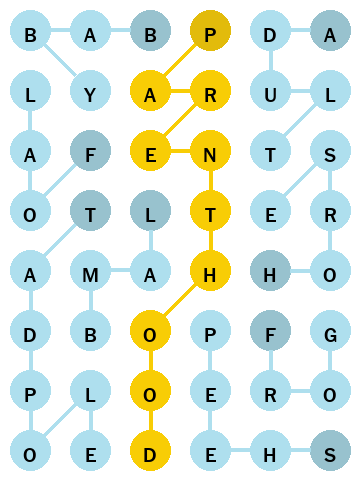 B A B P D A
L Y A R U L
A F E N T S
O T L T E R
A M A H H O
D B O P F G
P L O E R O
O E D E H S